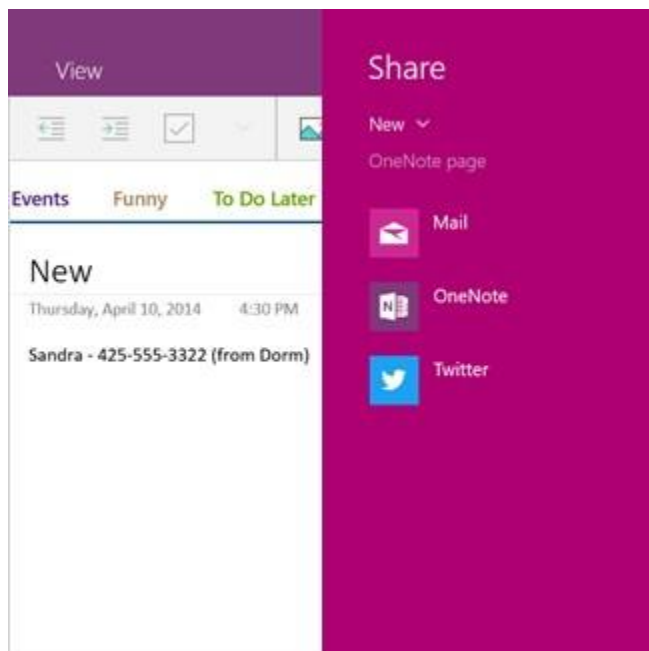 View
Events Funny To Do Later
New
Thursday, April 10, 2014 4:30 PM
Sandra - 425-555-3322 (from Dorm)
Share
New
OneNote page
Mail
N
OneNote
Twitter